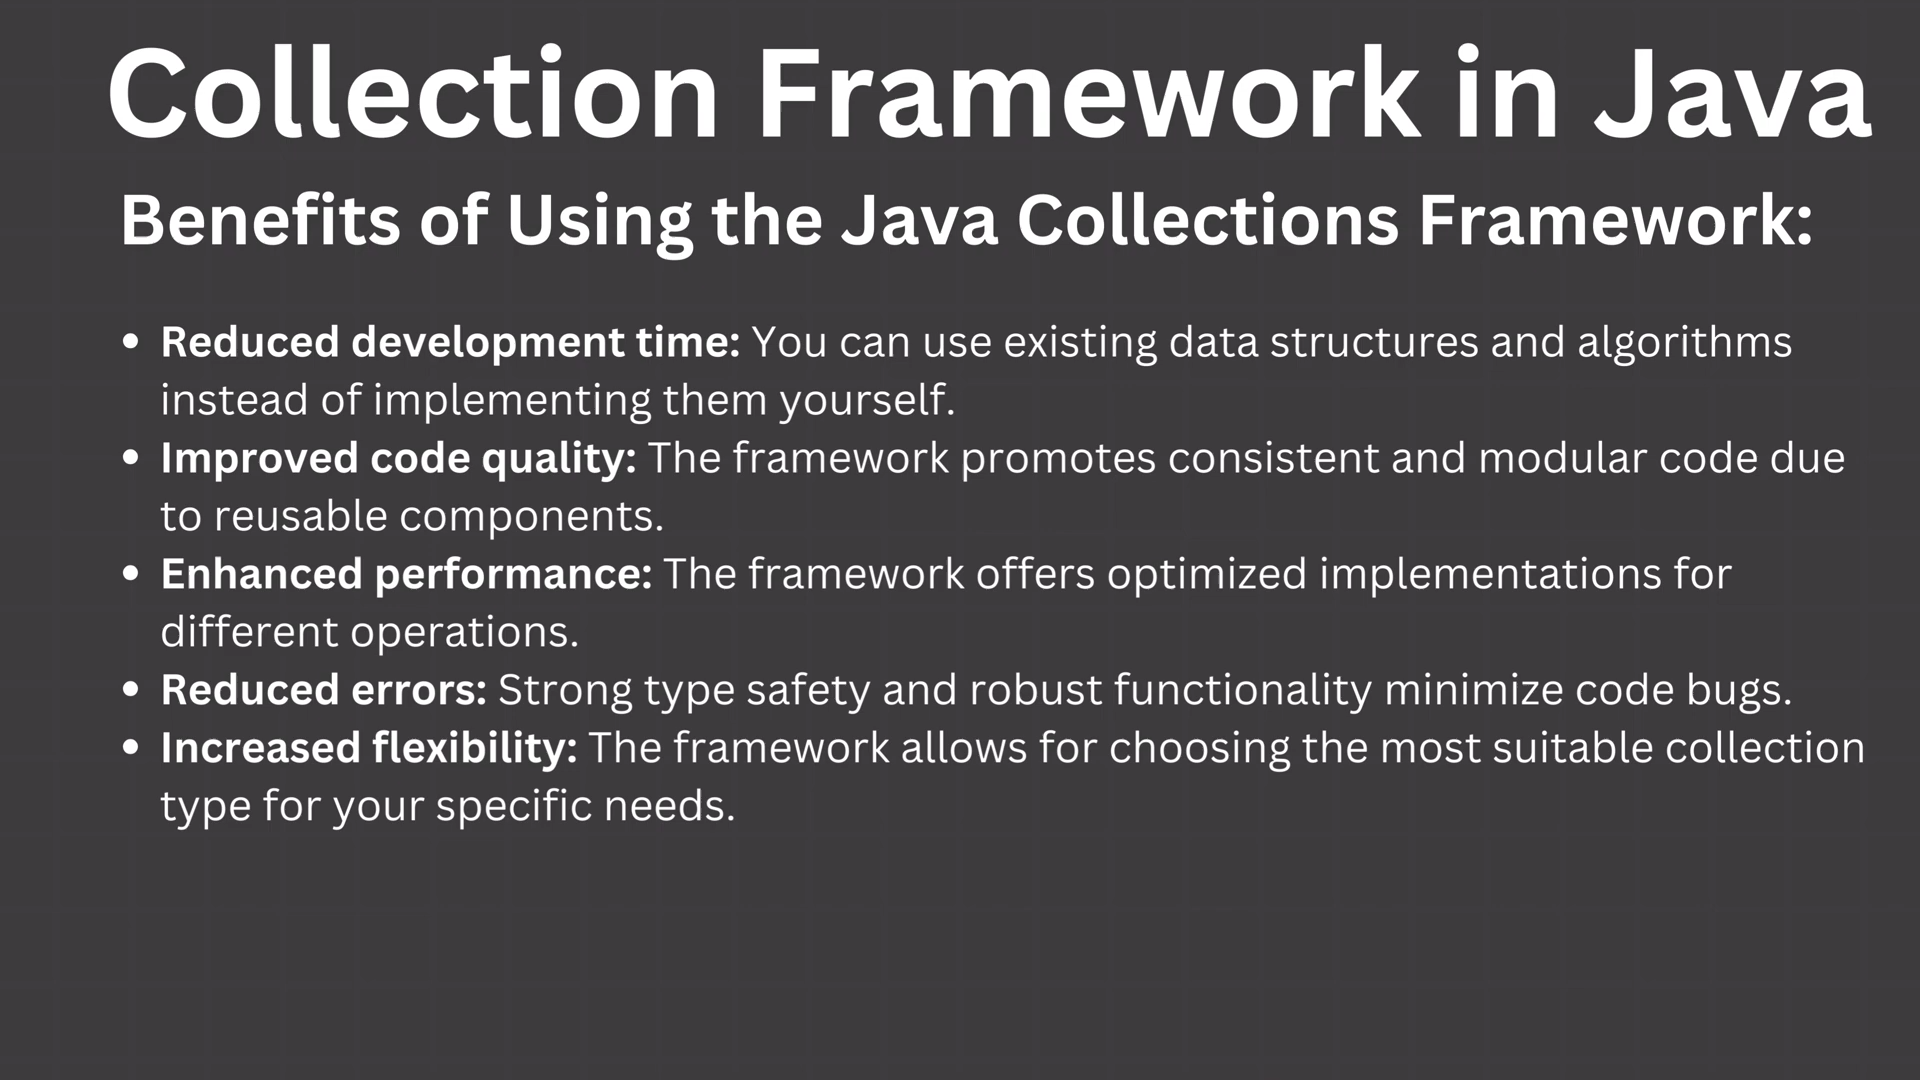 Collection Framework in Java
Benefits of Using the Java Collections Framework:
• Reduced development time: You can use existing data structures and algorithms
instead of implementing them yourself.
• Improved code quality: The framework promotes consistent and modular code due
to reusable components.
• Enhanced performance: The framework offers optimized implementations for
different operations.
• Reduced errors: Strong type safety and robust functionality minimize code bugs.
• Increased flexibility: The framework allows for choosing the most suitable collection
type for your specific needs.